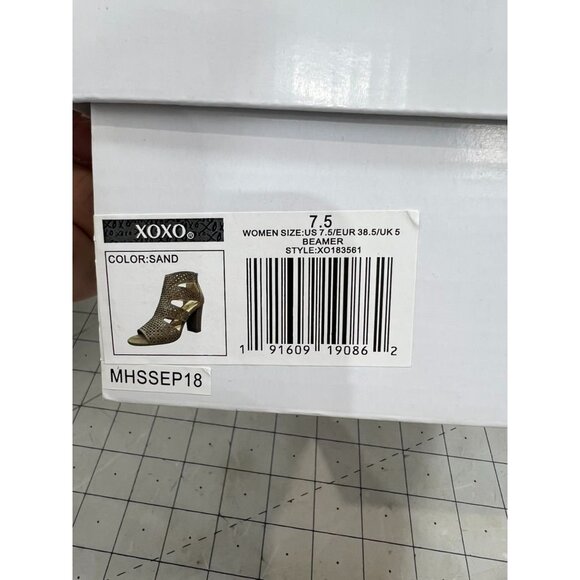 XOXO®
7.5
WOMEN SIZE:US 7.5/EUR 38.5/UK 5
BEAMER
STYLE:XO183561
COLOR:SAND
1 91609 19086 2
MHSSEP18